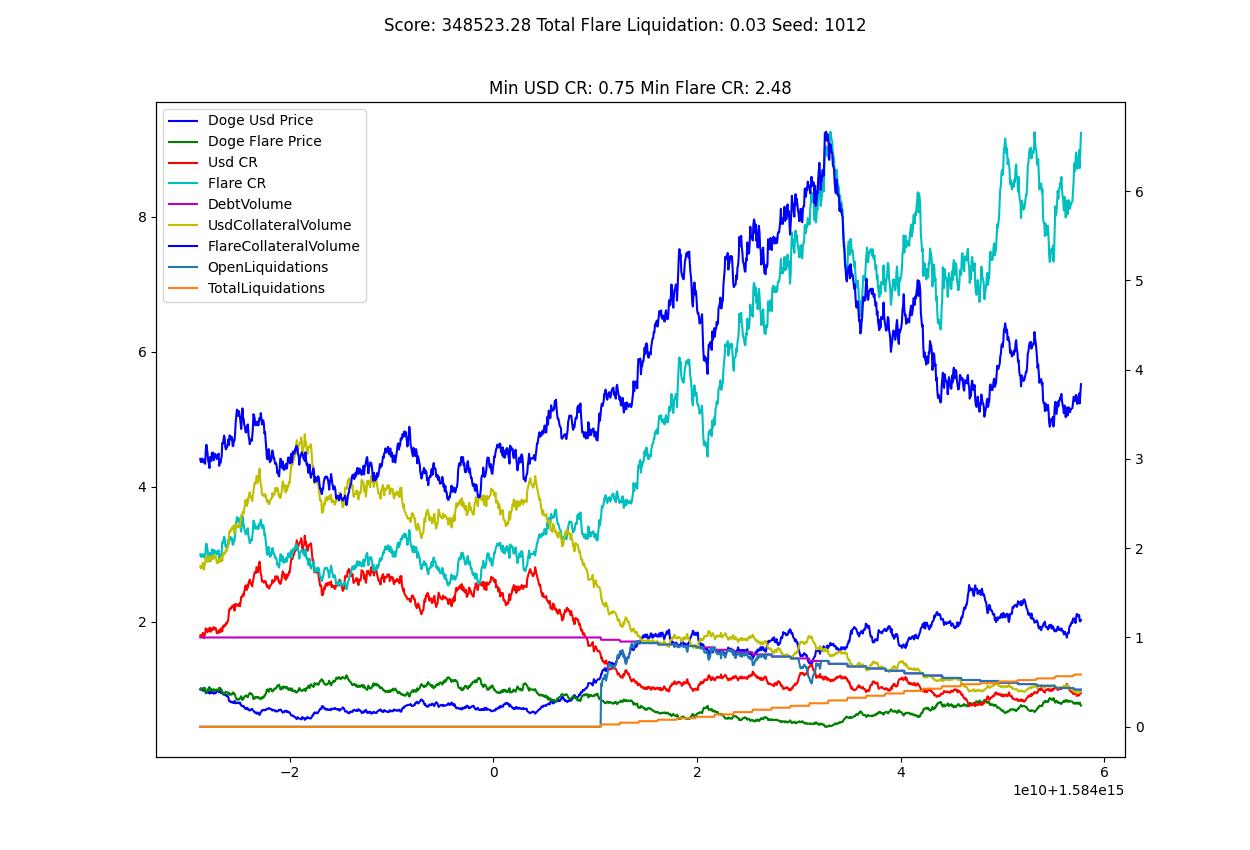 Score: 348523.28 Total Flare Liquidation: 0.03 Seed: 1012
Min USD CR: 0.75 Min Flare CR: 2.48
Doge Usd Price
Doge Flare Price
Usd CR
Flare CR
DebtVolume
UsdCollateralVolume
FlareCollateralVolume
OpenLiquidations
TotalLiquidations
8
6
4
2
6
5
4
3
2
1
0
−2 0 2 4 6
1e10+1.584e15